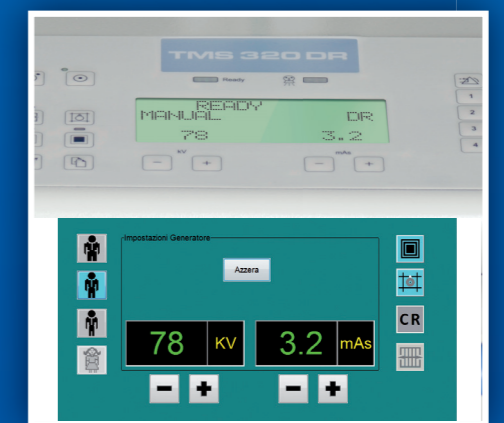 TMS 320 DR
Ready
READY
MANUAL DR
78 3.2
kV mAs
- + - +
1
2
3
4
Impostazioni Generatore
Azzera
78 KV 3.2 mAs
CR
- + - +